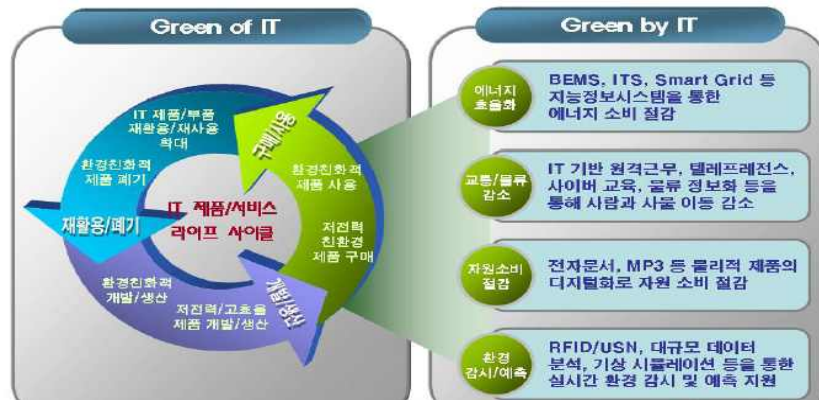 Green of IT
IT 제품/부품
재활용/재사용
확대
환경친화적
제품 폐기
구매/사용
환경친화적
제품 사용
저전력
친환경
제품 구매
IT 제품/서비스
라이프 사이클
재활용/폐기
환경친화적
개발/생산
저전력/고효율
제품 개발/생산
개발/생산
Green by IT
에너지
효율화
BEMS, ITS, Smart Grid 등
지능정보시스템을 통한
에너지 소비 절감
교통/물류
감소
IT 기반 원격근무, 텔레프레전스,
사이버 교육, 물류 정보화 등을
통해 사람과 사물 이동 감소
자원소비
절감
전자문서, MP3 등 물리적 제품의
디지털화로 자원 소비 절감
환경
감시/예측
RFID/USN, 대규모 데이터
분석, 기상 시뮬레이션 등을 통한
실시간 환경 감시 및 예측 지원